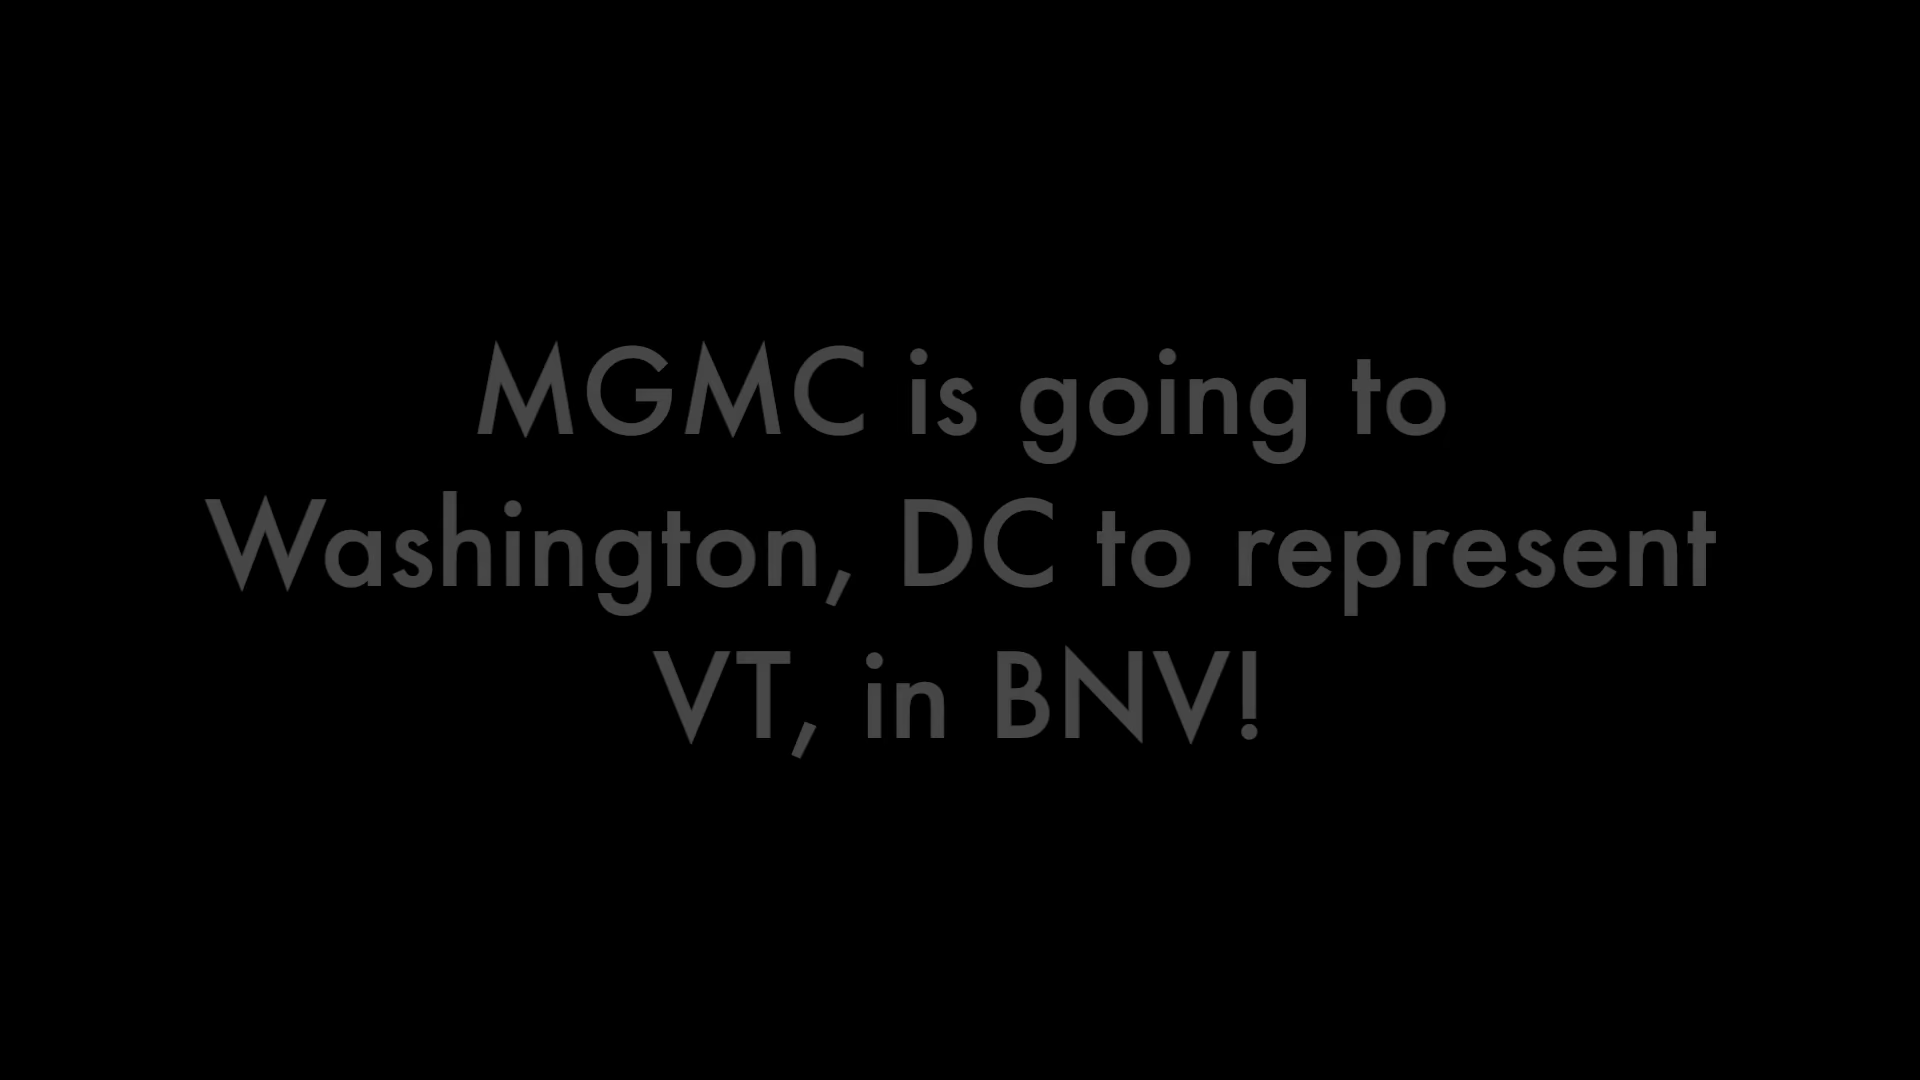 MGMC is going to
Washington, DC to represent
VT, in BNV!